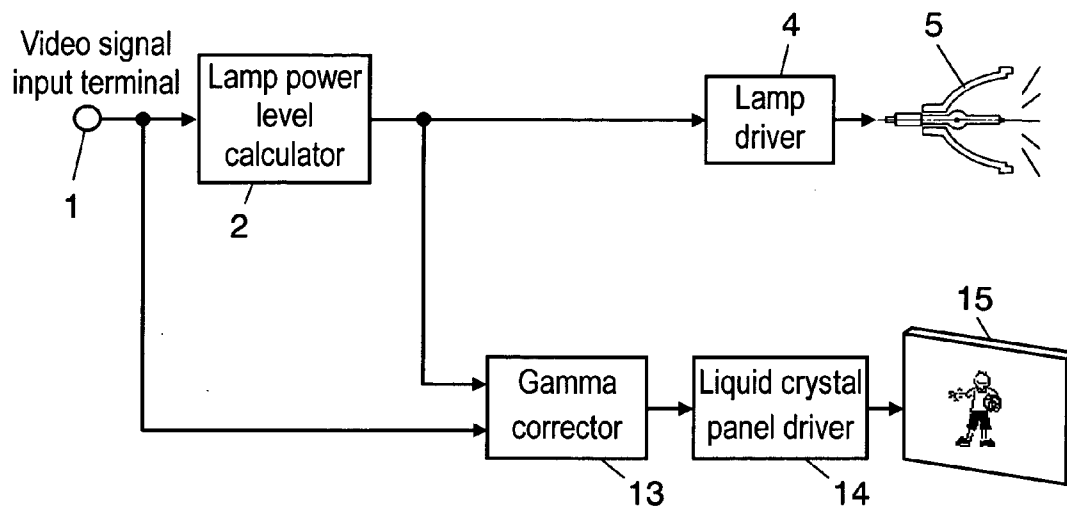 Video signal
input terminal
1
Lamp power
level
calculator
2
4
Lamp
driver
5
Gamma
corrector
13
Liquid crystal
panel driver
14
15